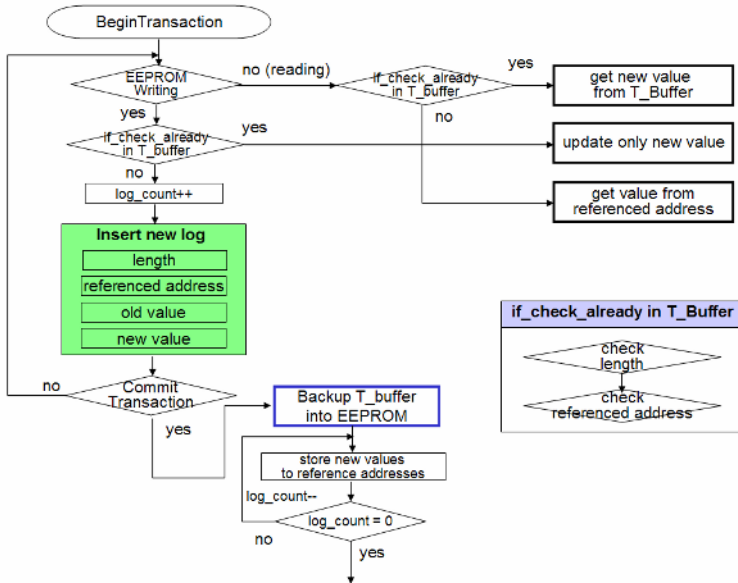 BeginTransaction
EEPROM
Writing
no (reading)
if_check_already
in T_buffer
yes
get new value
from T_Buffer
yes
no
if_check_already
in T_buffer
yes
update only new value
no
log_count++
get value from
referenced address
Insert new log
length
referenced address
old value
new value
if_check_already in T_Buffer
check
length
check
referenced address
no
Commit
Transaction
yes
Backup T_buffer
into EEPROM
store new values
to reference addresses
log_count--
log_count = 0
no
yes